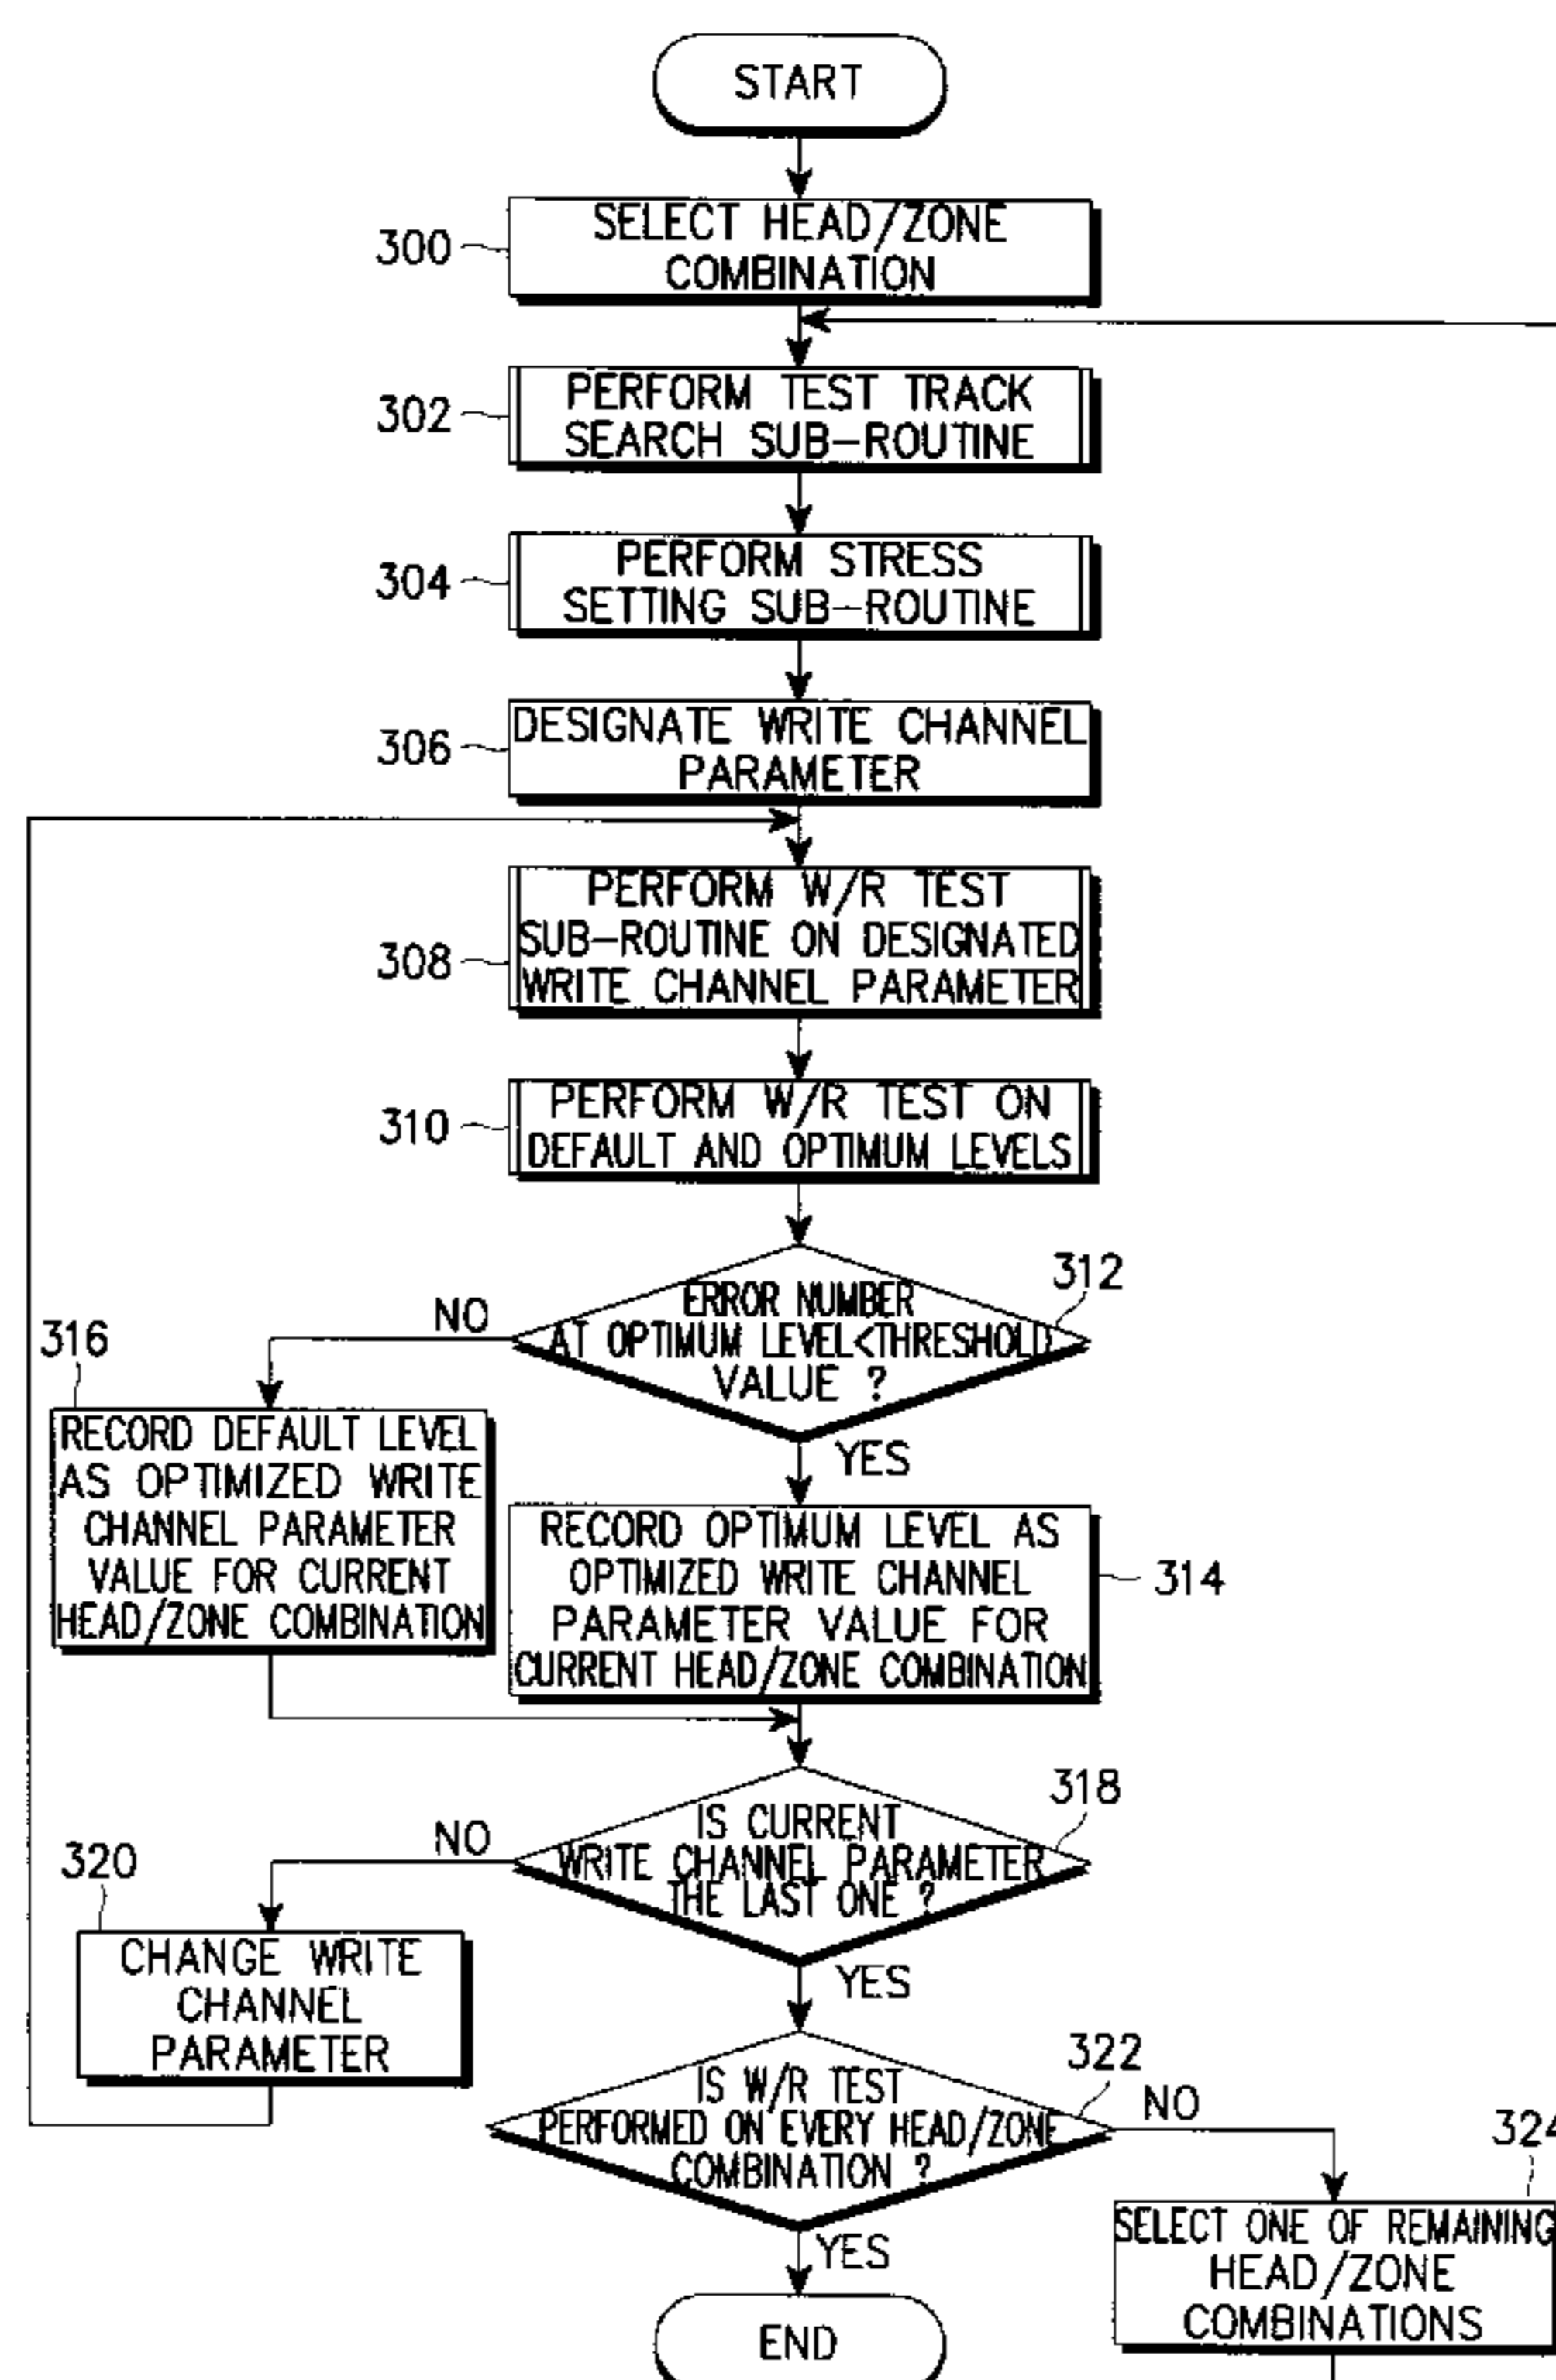 START
300
SELECT HEAD/ZONE
COMBINATION
302
PERFORM TEST TRACK
SEARCH SUB-ROUTINE
304
PERFORM STRESS
SETTING SUB-ROUTINE
306
DESIGNATE WRITE CHANNEL
PARAMETER
308
PERFORM W/R TEST
SUB-ROUTINE ON DESIGNATED
WRITE CHANNEL PARAMETER
310
PERFORM W/R TEST ON
DEFAULT AND OPTIMUM LEVELS
312
ERROR NUMBER
AT OPTIMUM LEVEL<THRESHOLD
VALUE ?
NO
YES
316
RECORD DEFAULT LEVEL
AS OPTIMIZED WRITE
CHANNEL PARAMETER
VALUE FOR CURRENT
HEAD/ZONE COMBINATION
RECORD OPTIMUM LEVEL AS
OPTIMIZED WRITE CHANNEL
PARAMETER VALUE FOR
CURRENT HEAD/ZONE COMBINATION
314
318
IS CURRENT
WRITE CHANNEL PARAMETER
THE LAST ONE ?
NO
YES
320
CHANGE WRITE
CHANNEL
PARAMETER
322
IS W/R TEST
PERFORMED ON EVERY HEAD/ZONE
COMBINATION ?
NO
YES
324
SELECT ONE OF REMAINING
HEAD/ZONE
COMBINATIONS
END